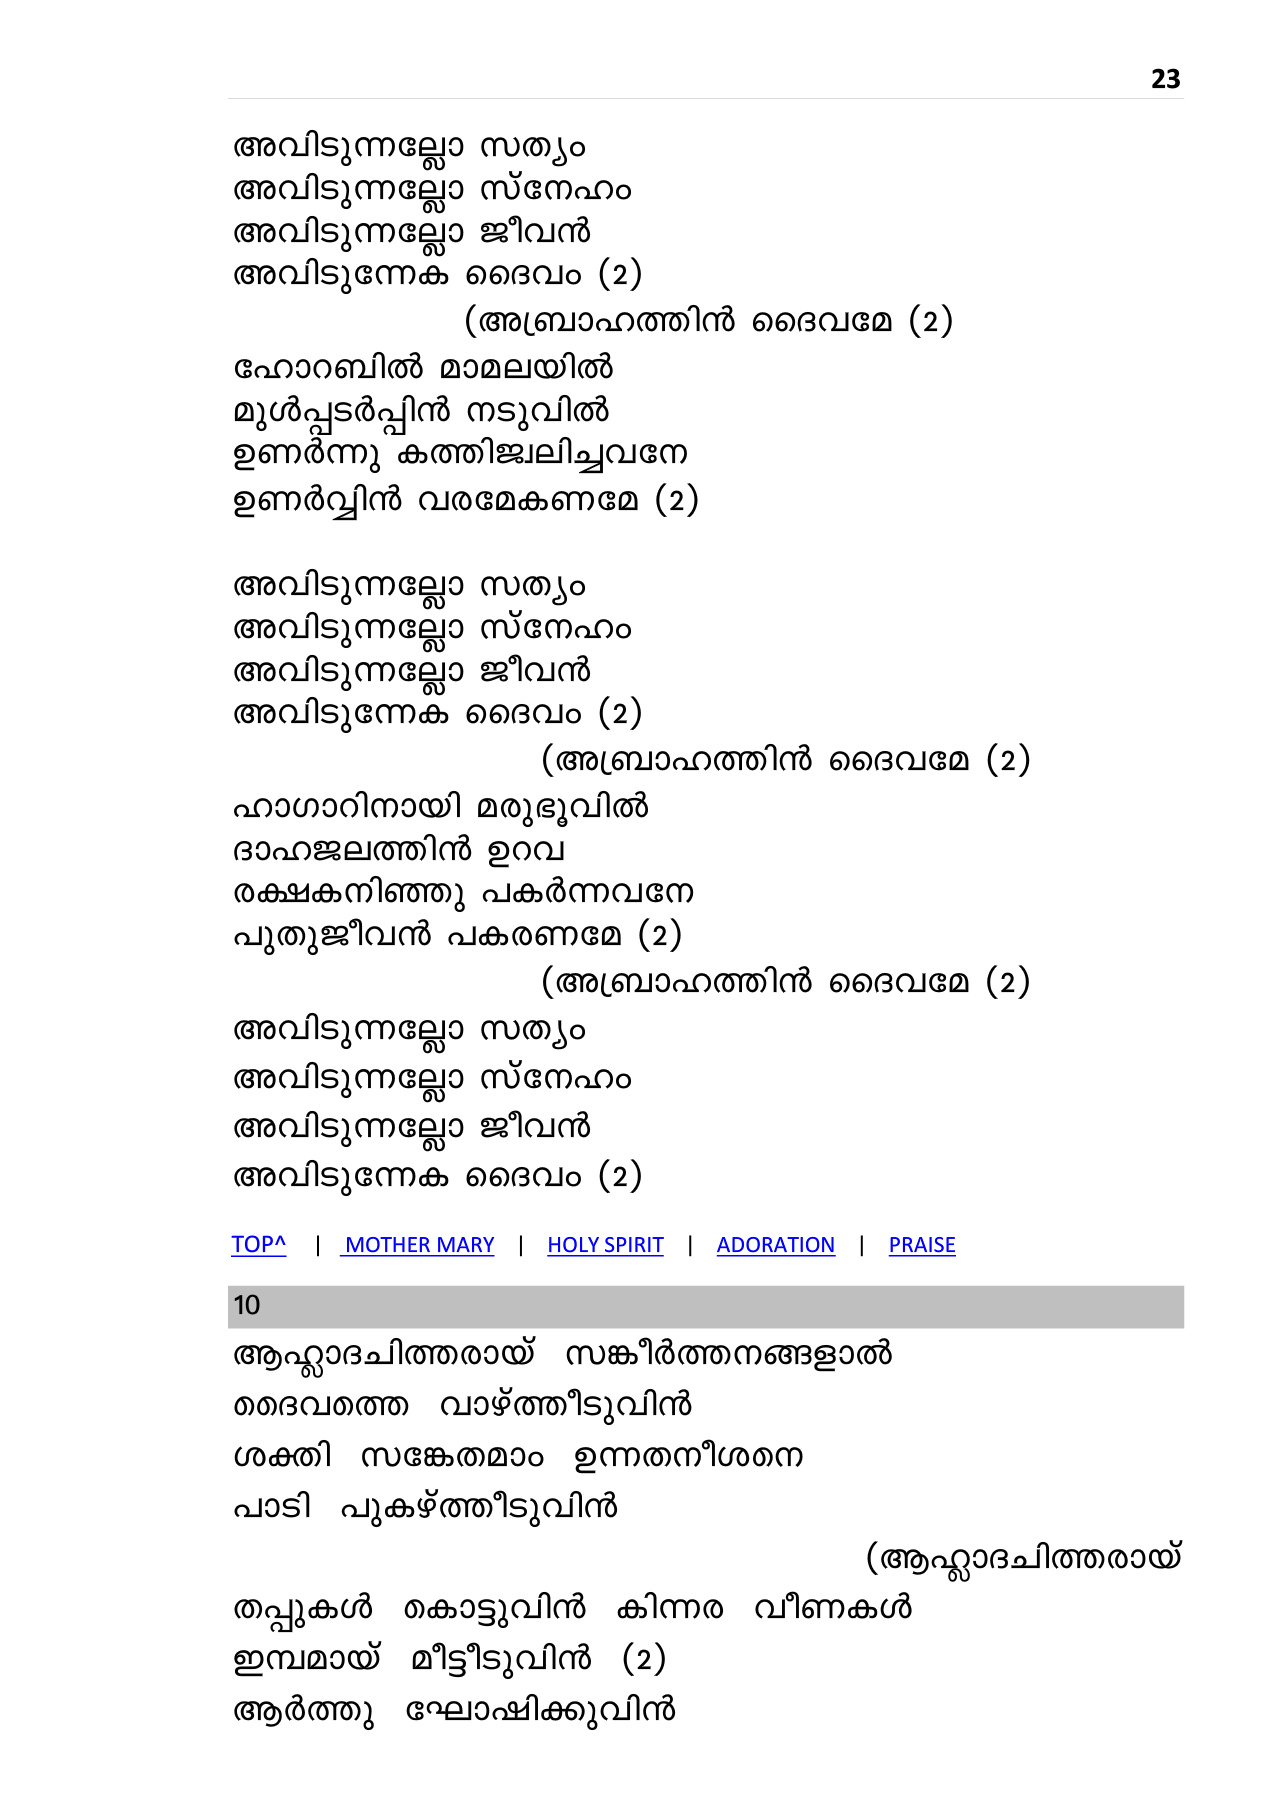 23
അവിടുന്നല്ലോ സത്യം
അവിടുന്നല്ലോ സ്നേഹം
അവിടുന്നല്ലോ ജീവൻ
അവിടുന്നേക ദൈവം (2)
(അബ്രാഹത്തിൻ ദൈവമേ (2)
ഹോറബിൽ മാമലയിൽ
മുൾപ്പടർപ്പിൻ നടുവിൽ
ഉണർന്നു കത്തിജ്വലിച്ചവനേ
ഉണർവ്വിൻ വരമേകണമേ (2)
അവിടുന്നല്ലോ സത്യം
അവിടുന്നല്ലോ സ്നേഹം
അവിടുന്നല്ലോ ജീവൻ
അവിടുന്നേക ദൈവം (2)
(അബ്രാഹത്തിൻ ദൈവമേ (2)
ഹാഗാറിനായി മരുഭൂവിൽ
ദാഹജലത്തിൻ ഉറവ
രക്ഷകനിഞ്ഞു പകർന്നവനേ
പുതുജീവൻ പകരണമേ (2)
(അബ്രാഹത്തിൻ ദൈവമേ (2)
അവിടുന്നല്ലോ സത്യം
അവിടുന്നല്ലോ സ്നേഹം
അവിടുന്നല്ലോ ജീവൻ
അവിടുന്നേക ദൈവം (2)
TOP^ | MOTHER MARY | HOLY SPIRIT | ADORATION | PRAISE
10
ആഹ്ലാദചിത്തരായ് സങ്കീർത്തനങ്ങളാൽ
ദൈവത്തെ വാഴ്ത്തീടുവിൻ
ശക്തി സങ്കേതമാം ഉന്നതനീശനെ
പാടി പുകഴ്ത്തീടുവിൻ
(ആഹ്ലാദചിത്തരായ്
തപ്പുകൾ കൊട്ടുവിൻ കിന്നര വീണകൾ
ഇമ്പമായ് മീട്ടീടുവിൻ (2)
ആർത്തു ഘോഷിക്കുവിൻ